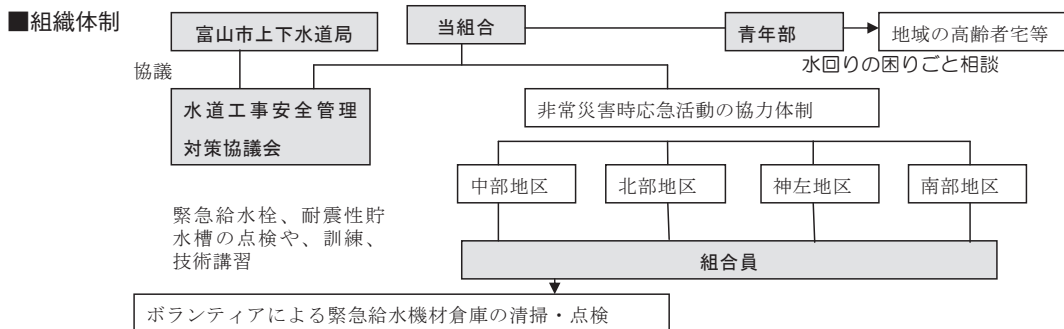 ■組織体制
富山市上下水道局
当組合
青年部
地域の高齢者宅等
協議
水回りの困りごと相談
水道工事安全管理
対策協議会
非常災害時応急活動の協力体制
中部地区
北部地区
神左地区
南部地区
緊急給水栓、耐震性貯
水槽の点検や、訓練、
技術講習
組合員
ボランティアによる緊急給水機材倉庫の清掃・点検